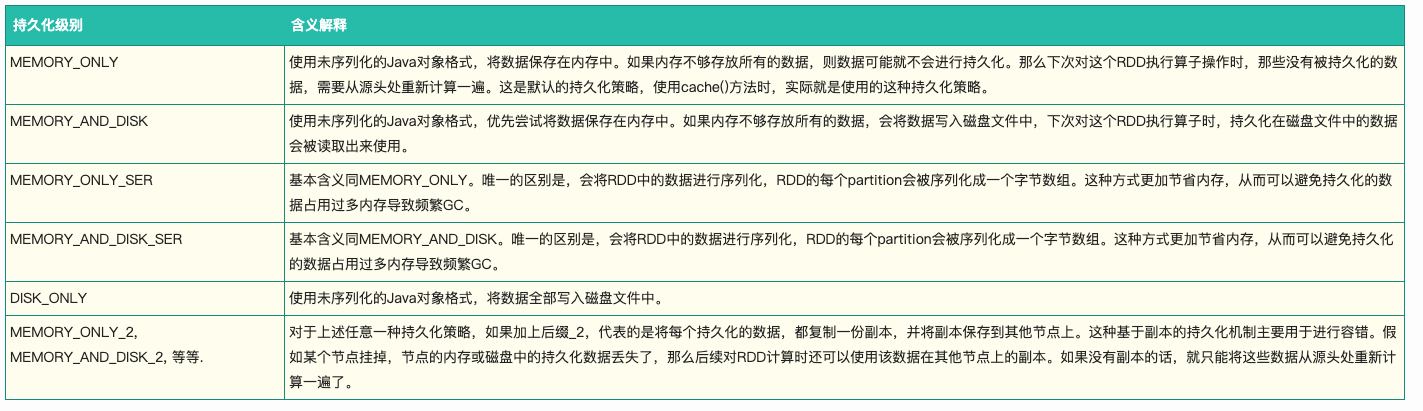 持久化级别
含义解释
MEMORY_ONLY
使用未序列化的Java对象格式，将数据保存在内存中。如果内存不够存放所有的数据，则数据可能就不会进行持久化。那么下次对这个RDD执行算子操作时，那些没有被持久化的数
据，需要从源头处重新计算一遍。这是默认的持久化策略，使用cache()方法时，实际就是使用的这种持久化策略。
MEMORY_AND_DISK
使用未序列化的Java对象格式，优先尝试将数据保存在内存中。如果内存不够存放所有的数据，会将数据写入磁盘文件中，下次对这个RDD执行算子时，持久化在磁盘文件中的数据
会被读取出来使用。
MEMORY_ONLY_SER
基本含义同MEMORY_ONLY。唯一的区别是，会将RDD中的数据进行序列化，RDD的每个partition会被序列化成一个字节数组。这种方式更加节省内存，从而可以避免持久化的数
据占用过多内存导致频繁GC。
MEMORY_AND_DISK_SER
基本含义同MEMORY_AND_DISK。唯一的区别是，会将RDD中的数据进行序列化，RDD的每个partition会被序列化成一个字节数组。这种方式更加节省内存，从而可以避免持久化
的数据占用过多内存导致频繁GC。
DISK_ONLY
使用未序列化的Java对象格式，将数据全部写入磁盘文件中。
MEMORY_ONLY_2,
MEMORY_AND_DISK_2, 等等.
对于上述任意一种持久化策略，如果加上后缀_2，代表的是将每个持久化的数据，都复制一份副本，并将副本保存到其他节点上。这种基于副本的持久化机制主要用于进行容错。假
如某个节点挂掉，节点的内存或磁盘中的持久化数据丢失了，那么后续对RDD计算时还可以使用该数据在其他节点上的副本。如果没有副本的话，就只能将这些数据从源头处重新计
算一遍了。